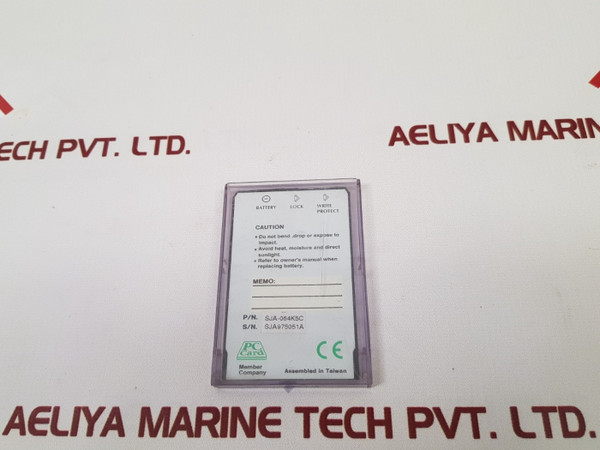 TECH PVT. LTD.
AELIYA MARINE
BATTERY LOCK WRITE PROTECT
CAUTION
• Do not bend ,drop or expose to
impact.
• Avoid heat, moisture and direct
sunlight.
• Refer to owner's manual when
replacing battery.
MEMO:
P/N. SJA-064K5C
S/N. SJA975051A
PC
Card
Member
Company
CE
Assembled in Taiwan
AELIYA MARINE TECH PVT. LTD.